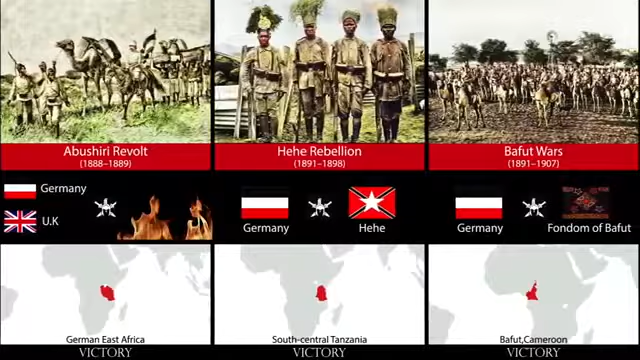 Abushiri Revolt
(1888–1889)
Germany
U.K
German East Africa
VICTORY
Hehe Rebellion
(1891–1898)
Germany
Hehe
South-central Tanzania
VICTORY
Bafut Wars
(1891–1907)
Germany
Fondom of Bafut
Bafut,Cameroon
VICTORY